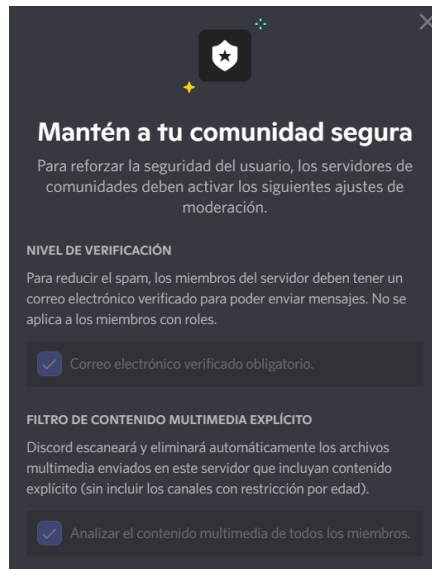 Mantén a tu comunidad segura
Para reforzar la seguridad del usuario, los servidores de
comunidades deben activar los siguientes ajustes de
moderación.
NIVEL DE VERIFICACIÓN
Para reducir el spam, los miembros del servidor deben tener un
correo electrónico verificado para poder enviar mensajes. No se
aplica a los miembros con roles.
Correo electrónico verificado obligatorio.
FILTRO DE CONTENIDO MULTIMEDIA EXPLÍCITO
Discord escaneará y eliminará automáticamente los archivos
multimedia enviados en este servidor que incluyan contenido
explícito (sin incluir los canales con restricción por edad).
Analizar el contenido multimedia de todos los miembros.